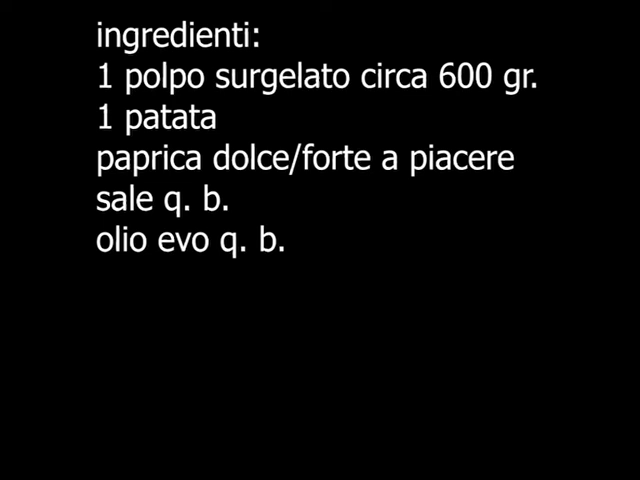 ingredienti:
1 polpo surgelato circa 600 gr.
1 patata
paprica dolce/forte a piacere
sale q. b.
olio evo q. b.